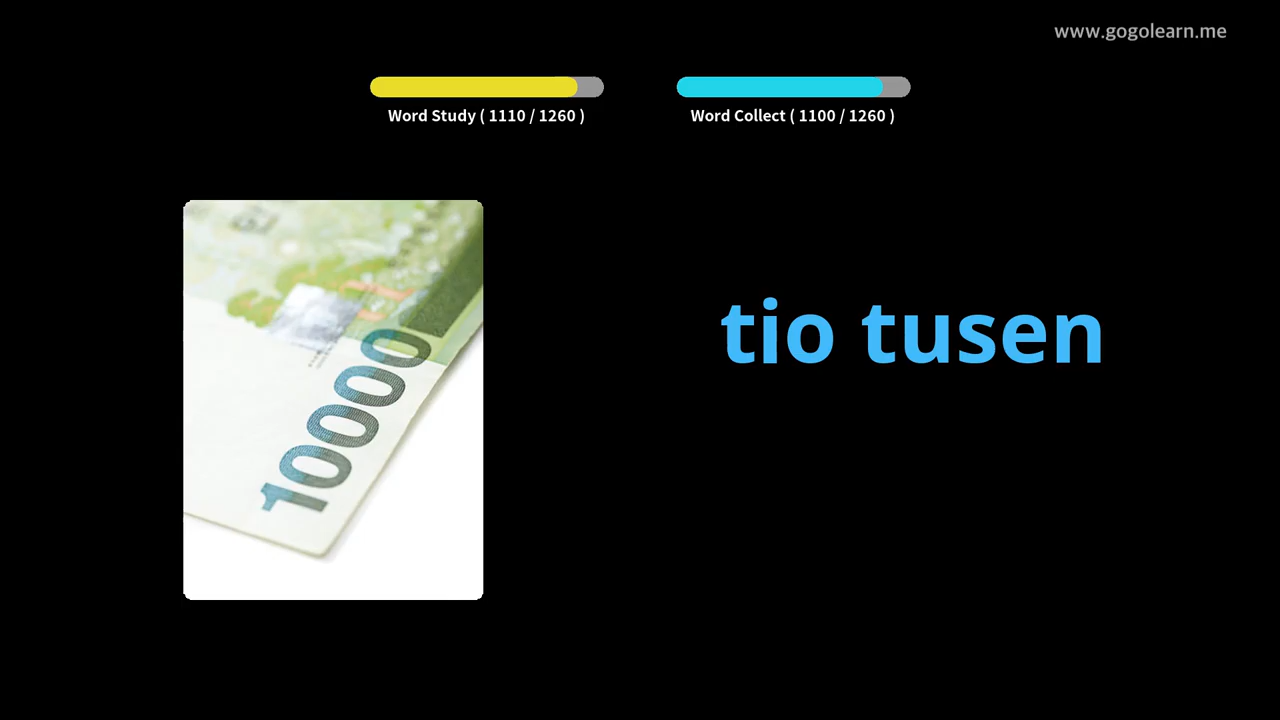 www.gogolearn.me
Word Study ( 1110 / 1260 )
Word Collect ( 1100 / 1260 )
tio tusen
10000